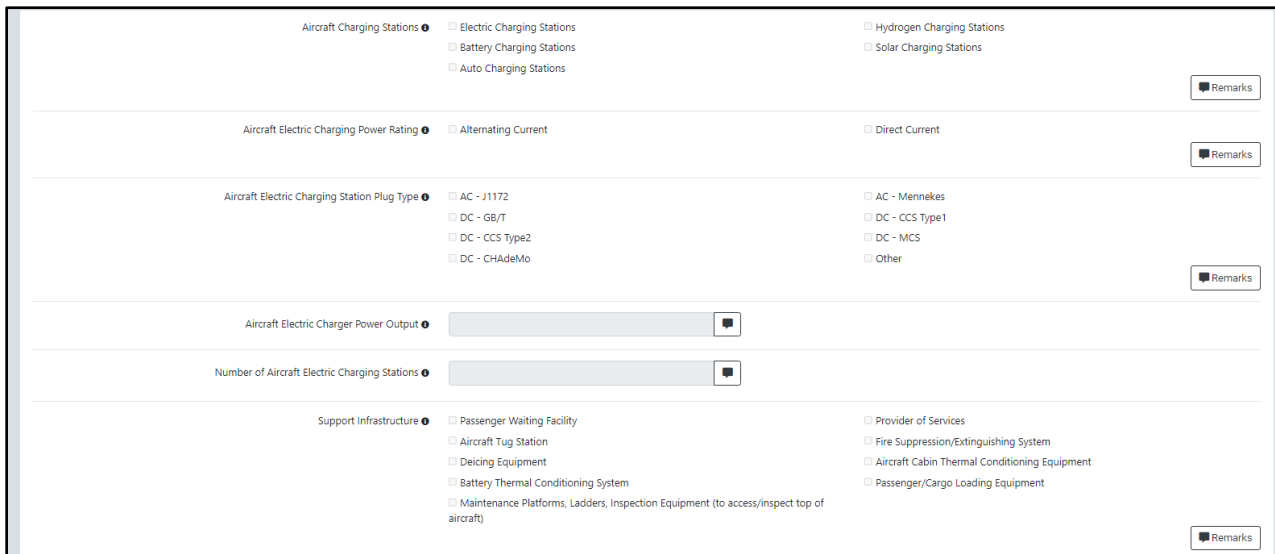 Aircraft Charging Stations
Electric Charging Stations
Hydrogen Charging Stations
Battery Charging Stations
Solar Charging Stations
Auto Charging Stations
Remarks
Aircraft Electric Charging Power Rating
Alternating Current
Direct Current
Remarks
Aircraft Electric Charging Station Plug Type
AC - J1172
AC - Mennekes
DC - GB/T
DC - CCS Type1
DC - CCS Type2
DC - MCS
DC - CHAdeMo
Other
Remarks
Aircraft Electric Charger Power Output
Number of Aircraft Electric Charging Stations
Support Infrastructure
Passenger Waiting Facility
Provider of Services
Aircraft Tug Station
Fire Suppression/Extinguishing System
Deicing Equipment
Aircraft Cabin Thermal Conditioning Equipment
Battery Thermal Conditioning System
Passenger/Cargo Loading Equipment
Maintenance Platforms, Ladders, Inspection Equipment (to access/inspect top of
aircraft)
Remarks